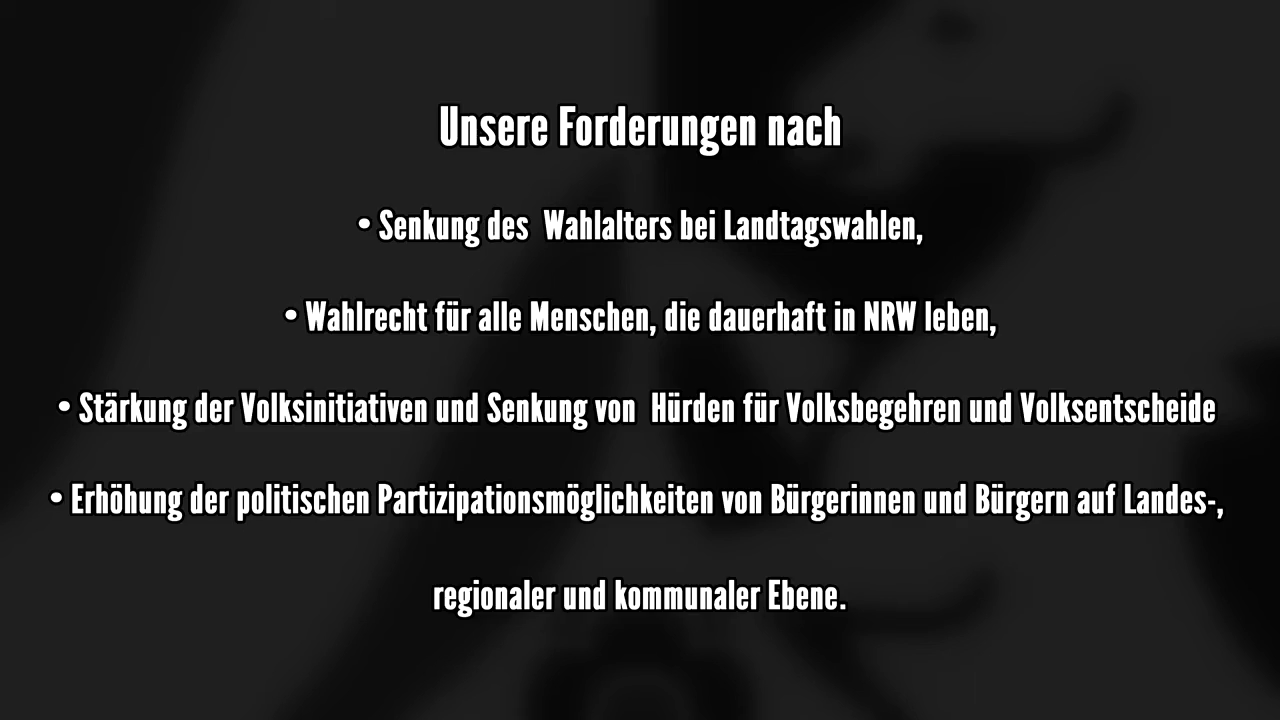 Unsere Forderungen nach
• Senkung des Wahlalters bei Landtagswahlen,
• Wahlrecht für alle Menschen, die dauerhaft in NRW leben,
• Stärkung der Volksinitiativen und Senkung von Hürden für Volksbegehren und Volksentscheide
• Erhöhung der politischen Partizipationsmöglichkeiten von Bürgerinnen und Bürgern auf Landes-,
regionaler und kommunaler Ebene.